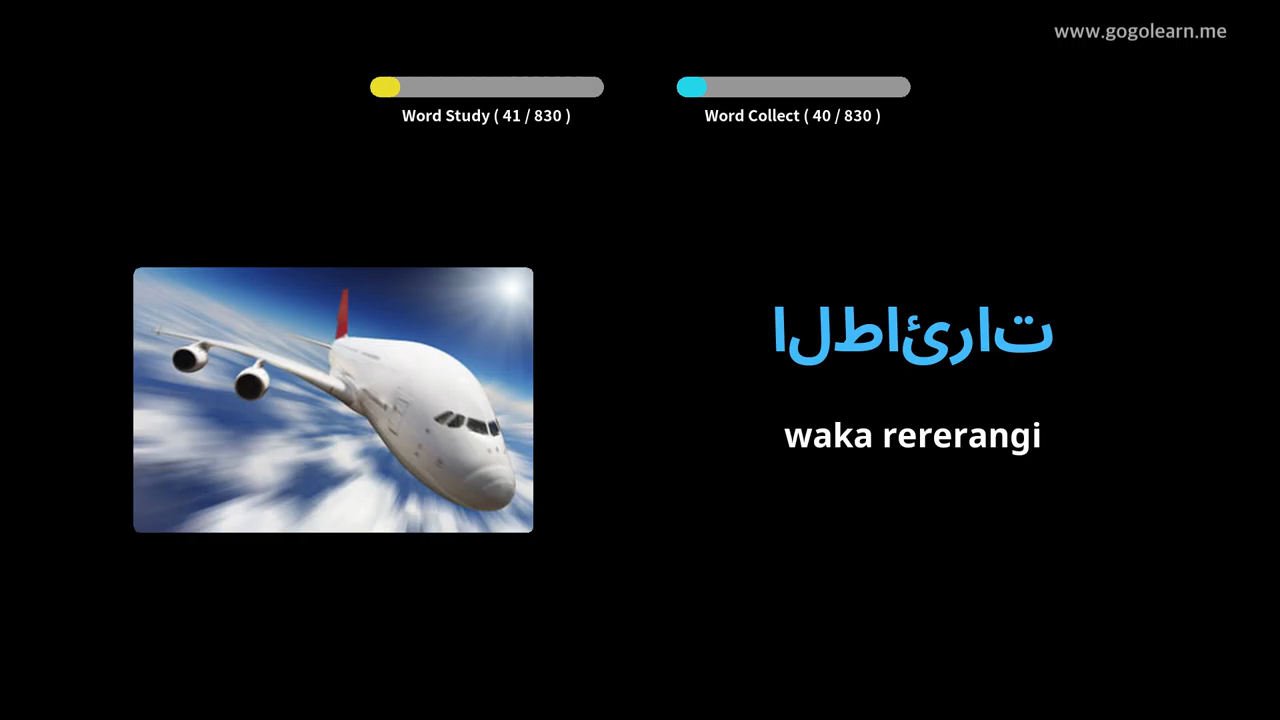 www.gogolearn.me
Word Study ( 41 / 830 )
Word Collect ( 40 / 830 )
الطائرات
waka rererangi